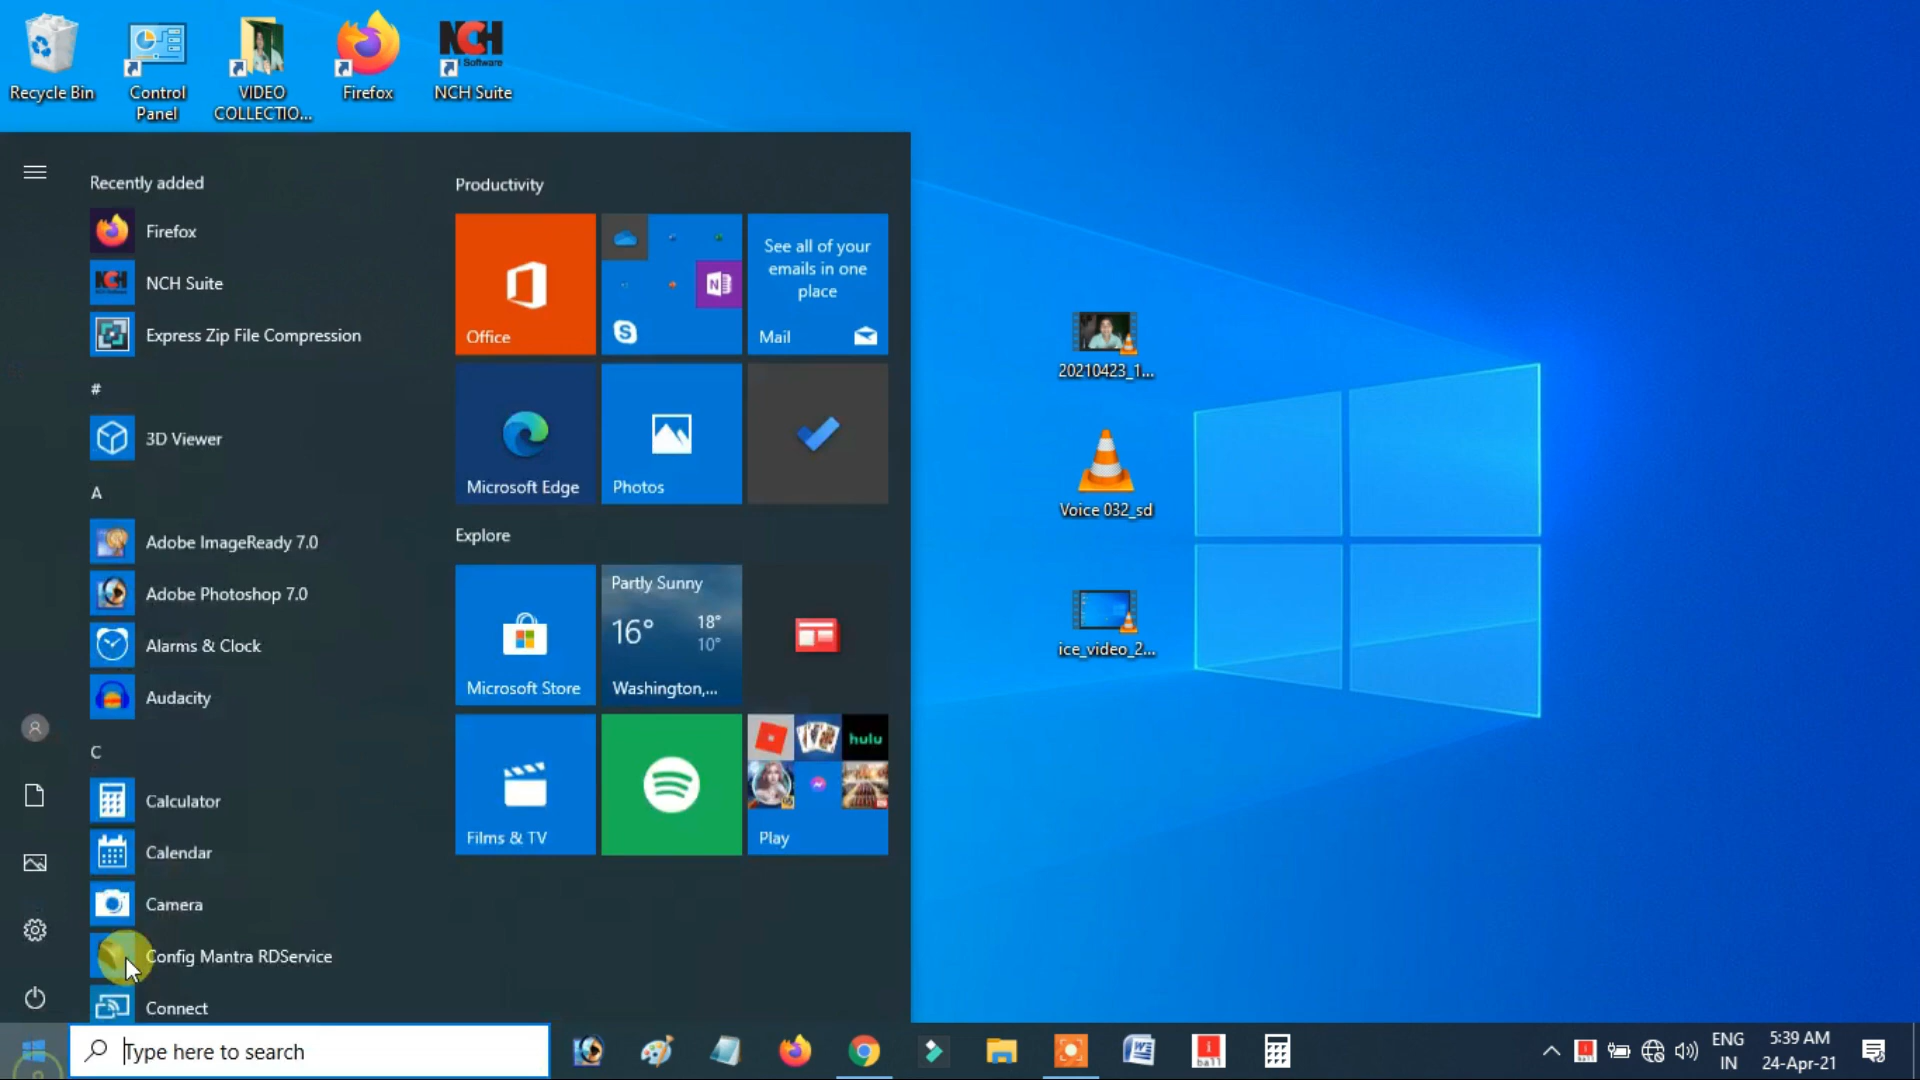 Recycle Bin
Control
Panel
VIDEO
COLLECTIO...
Firefox
NCH
Software
NCH Suite
Recently added
Firefox
NCH
NCH Suite
Express Zip File Compression
#
3D Viewer
A
Adobe ImageReady 7.0
Adobe Photoshop 7.0
Alarms & Clock
Audacity
C
Calculator
Calendar
Camera
Config Mantra RDService
Connect
Productivity
Office
N
S
See all of your
emails in one
place
Mail
Microsoft Edge
Photos
Explore
Microsoft Store
Partly Sunny
16°
18°
10°
Washington,...
Films & TV
hulu
Play
20210423_1...
Voice 032_sd
ice_video_2...
Type here to search
W
i
ball
ENG
IN
5:39 AM
24-Apr-21